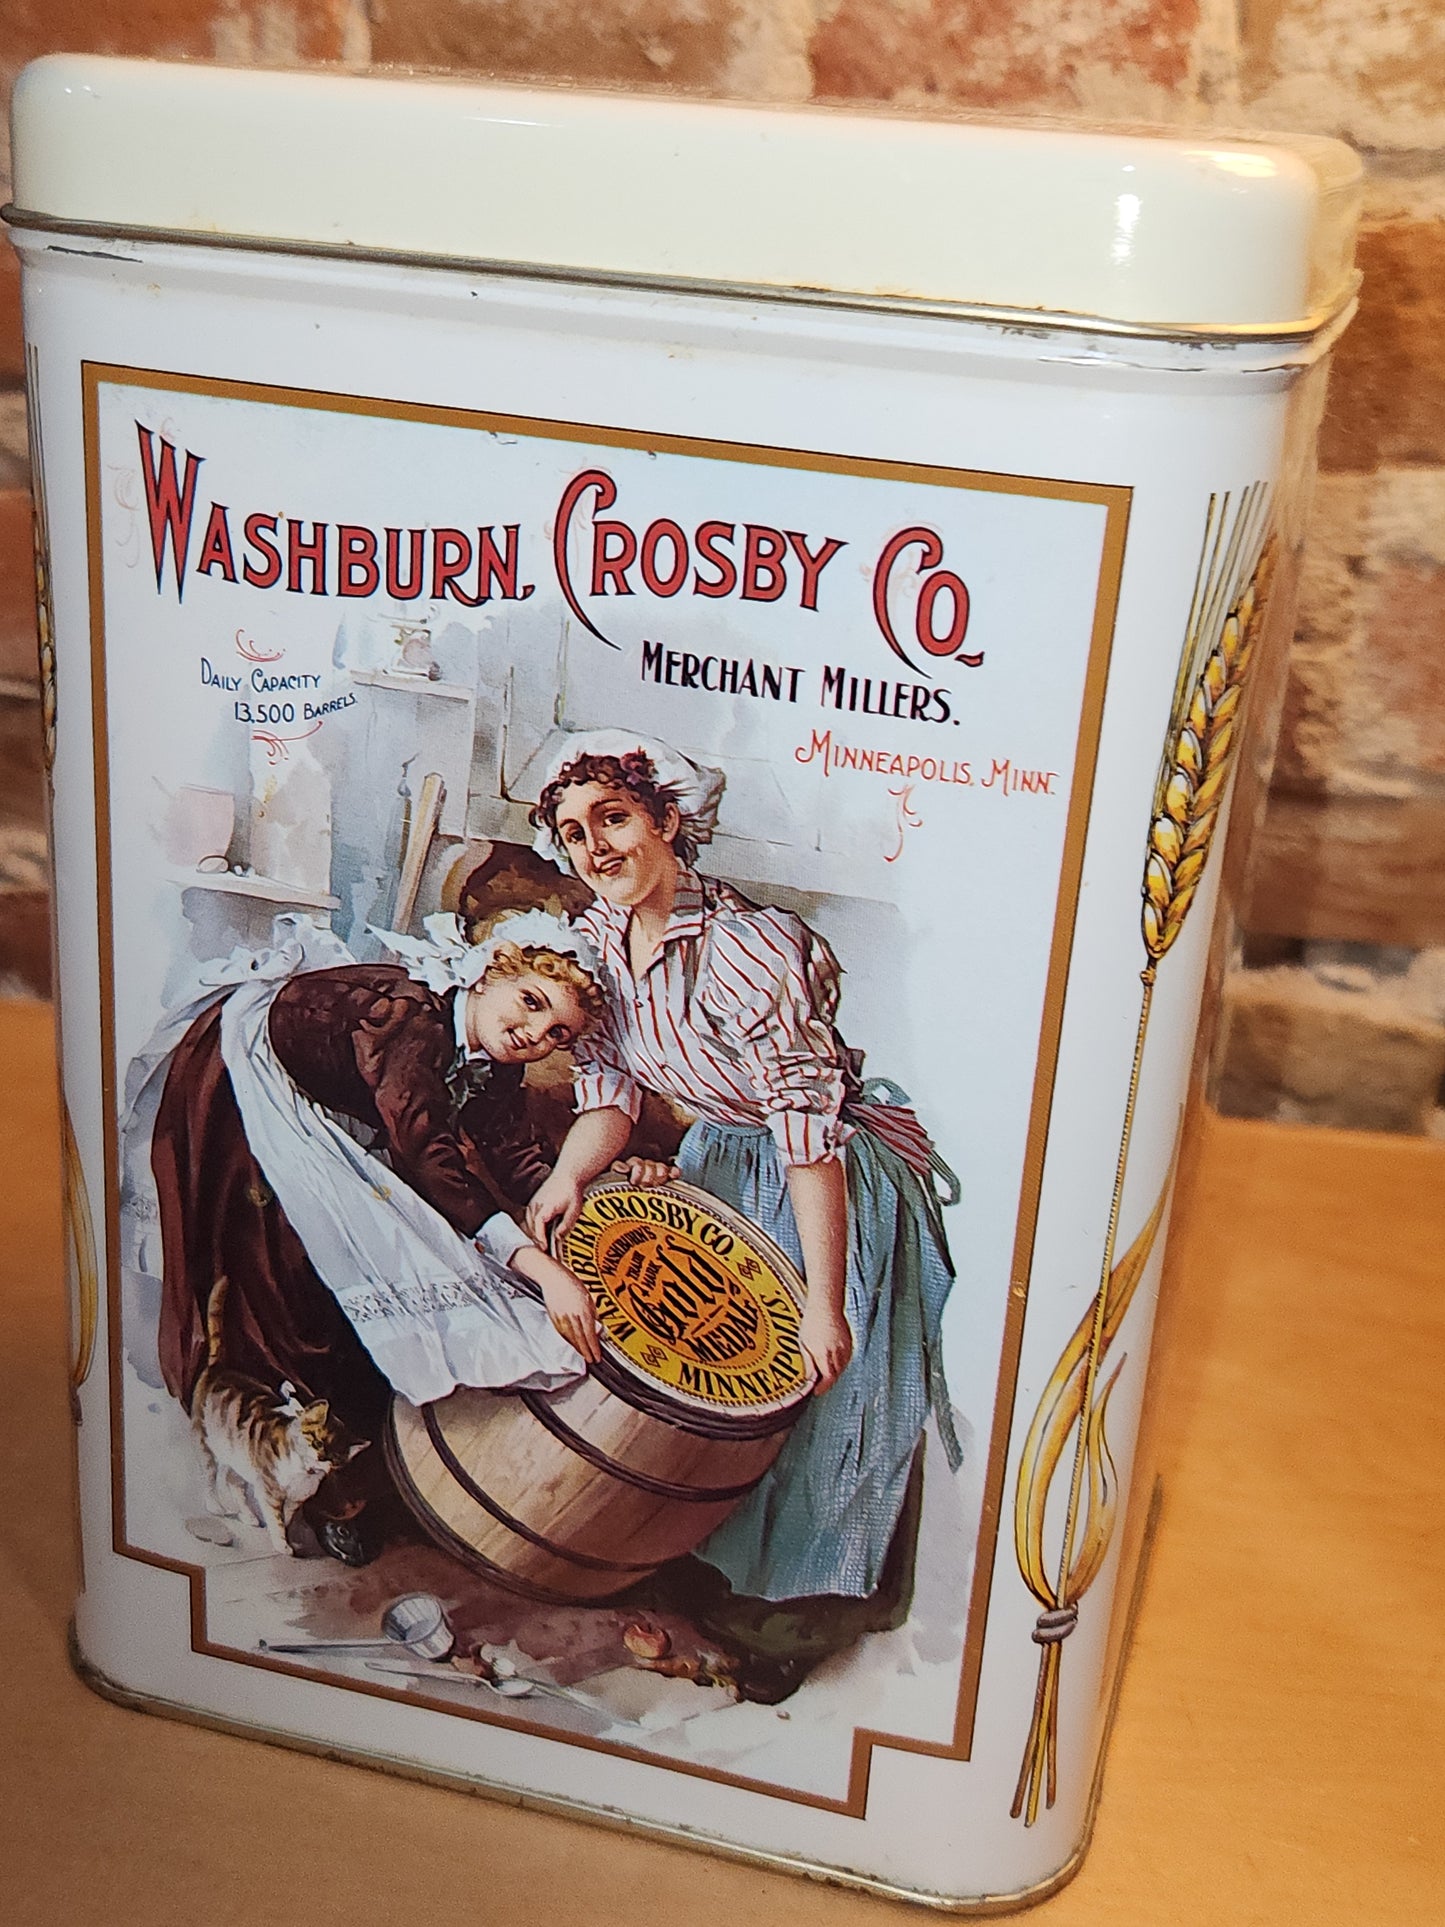 WASHBURN, CROSBY CO.
MERCHANT MILLERS.
MINNEAPOLIS, MINN.
DAILY CAPACITY
13,500 BARRELS.
WASHBURN CROSBY CO.
WASHBURN'S
TRADE
MARK
Gold
MEDAL
MINNEAPOLIS.